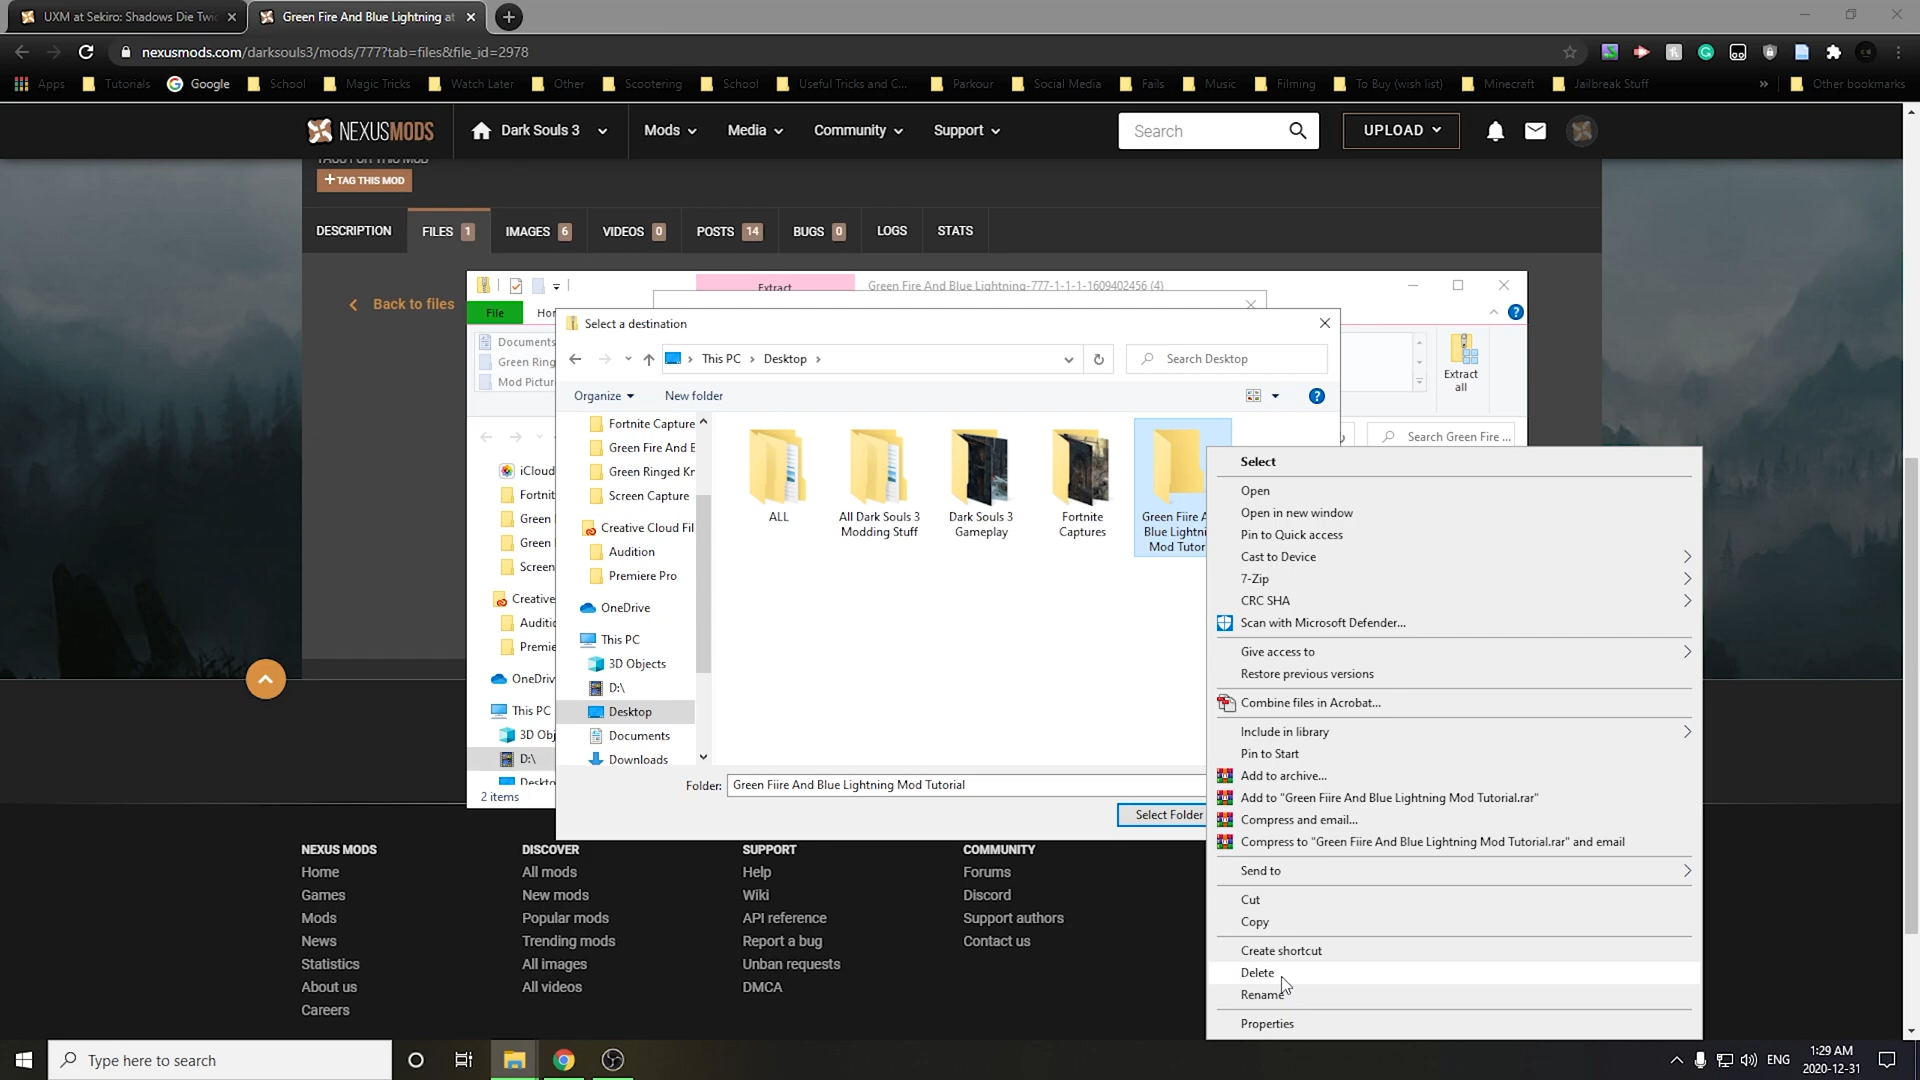 UXM at Sekiro: Shadows Die Twic
Green Fire And Blue Lightning at
nexusmods.com/darksouls3/mods/777?tab=files&file_id=2978
Apps
Tutorials
Google
School
Magic Tricks
Watch Later
Other
Scootering
School
Useful Tricks and C...
Parkour
Social Media
Fails
Music
Filming
To Buy (wish list)
Minecraft
Jailbreak Stuff
»
Other bookmarks
NEXUSMODS
Dark Souls 3
Mods
Media
Community
Support
Search
UPLOAD
TAGS FOR THIS MOD
+ TAG THIS MOD
DESCRIPTION
FILES 1
IMAGES 6
VIDEOS 0
POSTS 14
BUGS 0
LOGS
STATS
Back to files
Extract
Green Fire And Blue Lightning-777-1-1-1-1609402456 (4)
File
Hor
Documents
Green Ring
Mod Pictur
Extract
all
Search Green Fire ...
iCloud
Fortnit
Green
Green
Screen
Creative
Auditic
Premie
OneDriv
This PC
3D Obj
D:\
Deskto
2 items
Select a destination
This PC
Desktop
Search Desktop
Organize
New folder
Fortnite Capture
Green Fire And B
Green Ringed Kr
Screen Capture
Creative Cloud Fil
Audition
Premiere Pro
OneDrive
This PC
3D Objects
D:\
Desktop
Documents
Downloads
ALL
All Dark Souls 3
Modding Stuff
Dark Souls 3
Gameplay
Fortnite
Captures
Green Fiire A
Blue Lightni
Mod Tutor
Folder:
Green Fiire And Blue Lightning Mod Tutorial
Select Folder
Select
Open
Open in new window
Pin to Quick access
Cast to Device
7-Zip
CRC SHA
Scan with Microsoft Defender...
Give access to
Restore previous versions
Combine files in Acrobat...
Include in library
Pin to Start
Add to archive...
Add to "Green Fiire And Blue Lightning Mod Tutorial.rar"
Compress and email...
Compress to "Green Fiire And Blue Lightning Mod Tutorial.rar" and email
Send to
Cut
Copy
Create shortcut
Delete
Rename
Properties
NEXUS MODS
Home
Games
Mods
News
Statistics
About us
Careers
DISCOVER
All mods
New mods
Popular mods
Trending mods
All images
All videos
SUPPORT
Help
Wiki
API reference
Report a bug
Unban requests
DMCA
COMMUNITY
Forums
Discord
Support authors
Contact us
Type here to search
ENG
1:29 AM
2020-12-31